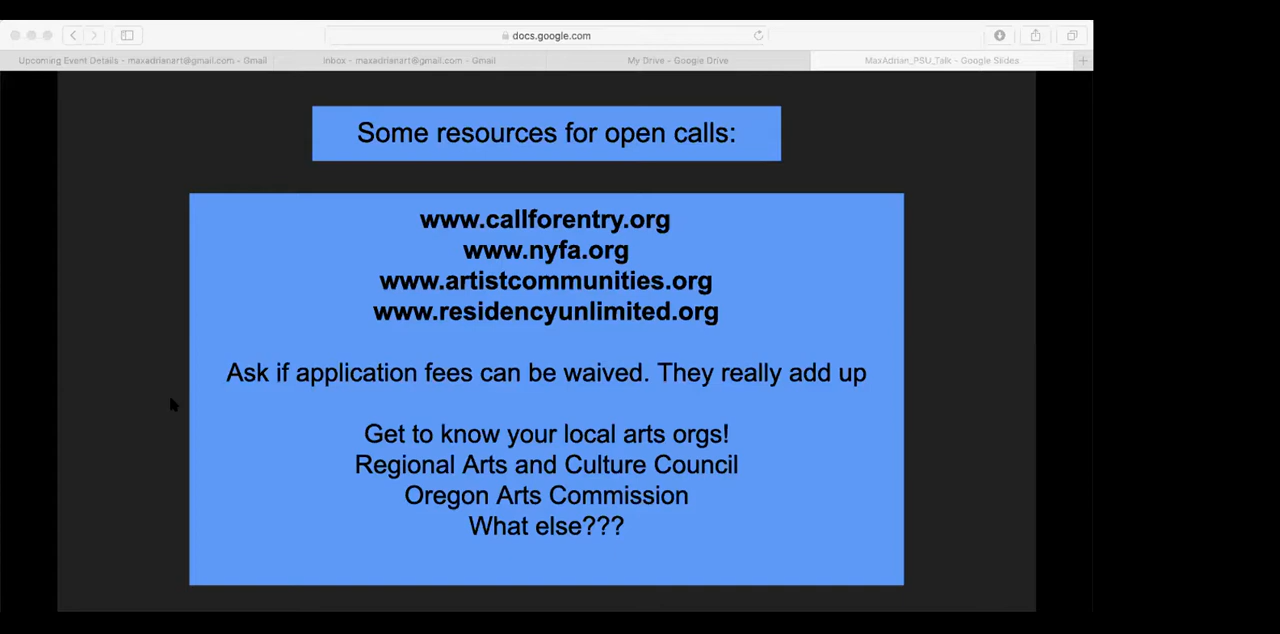 docs.google.com
Upcoming Event Details - maxadrianart@gmail.com - Gmail
Inbox - maxadrianart@gmail.com - Gmail
My Drive - Google Drive
MaxAdrian_PSU_Talk - Google Slides
Some resources for open calls:
www.callforentry.org
www.nyfa.org
www.artistcommunities.org
www.residencyunlimited.org
Ask if application fees can be waived. They really add up
Get to know your local arts orgs!
Regional Arts and Culture Council
Oregon Arts Commission
What else???